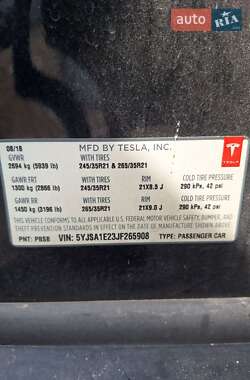 AUTO.RIA
08/18
MFD BY TESLA, INC.
GVWR WITH TIRES
2694 kg (5939 lb) 245/35R21 & 265/35R21
TESLA
GAWR FRT WITH TIRES RIM COLD TIRE PRESSURE
1300 kg (2866 lb) 245/35R21 21X8.5 J 290 kPa, 42 psi
GAWR RR WITH TIRES RIM COLD TIRE PRESSURE
1450 kg (3196 lb) 265/35R21 21X9.0 J 290 kPa, 42 psi
THIS VEHICLE CONFORMS TO ALL APPLICABLE FEDERAL MOTOR VEHICLE SAFETY, BUMPER, AND
THEFT PREVENTION STANDARDS IN EFFECT ON THE DATE OF MANUFACTURE SHOWN ABOVE.
PNT: PBSB VIN: 5YJSA1E23JF265908 TYPE: PASSENGER CAR